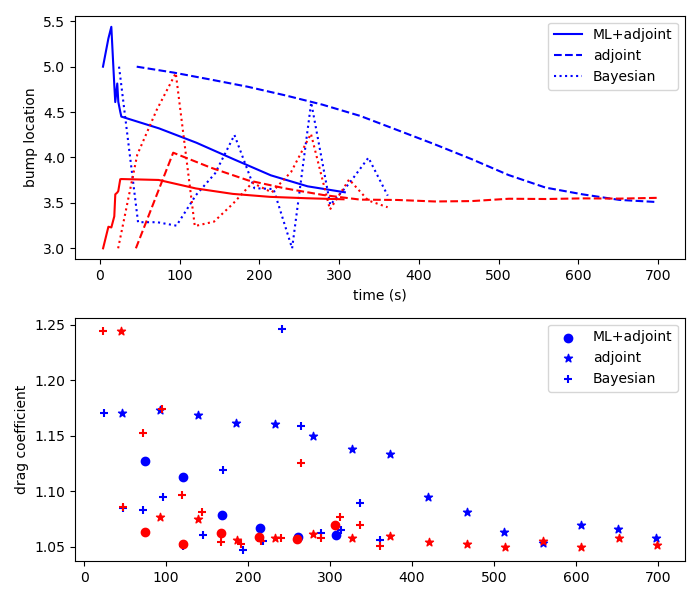 5.5
5.0
4.5
4.0
3.5
3.0
bump location
ML+adjoint
adjoint
Bayesian
0 100 200 300 400 500 600 700
time (s)
1.25
1.20
1.15
1.10
1.05
drag coefficient
ML+adjoint
adjoint
Bayesian
0 100 200 300 400 500 600 700